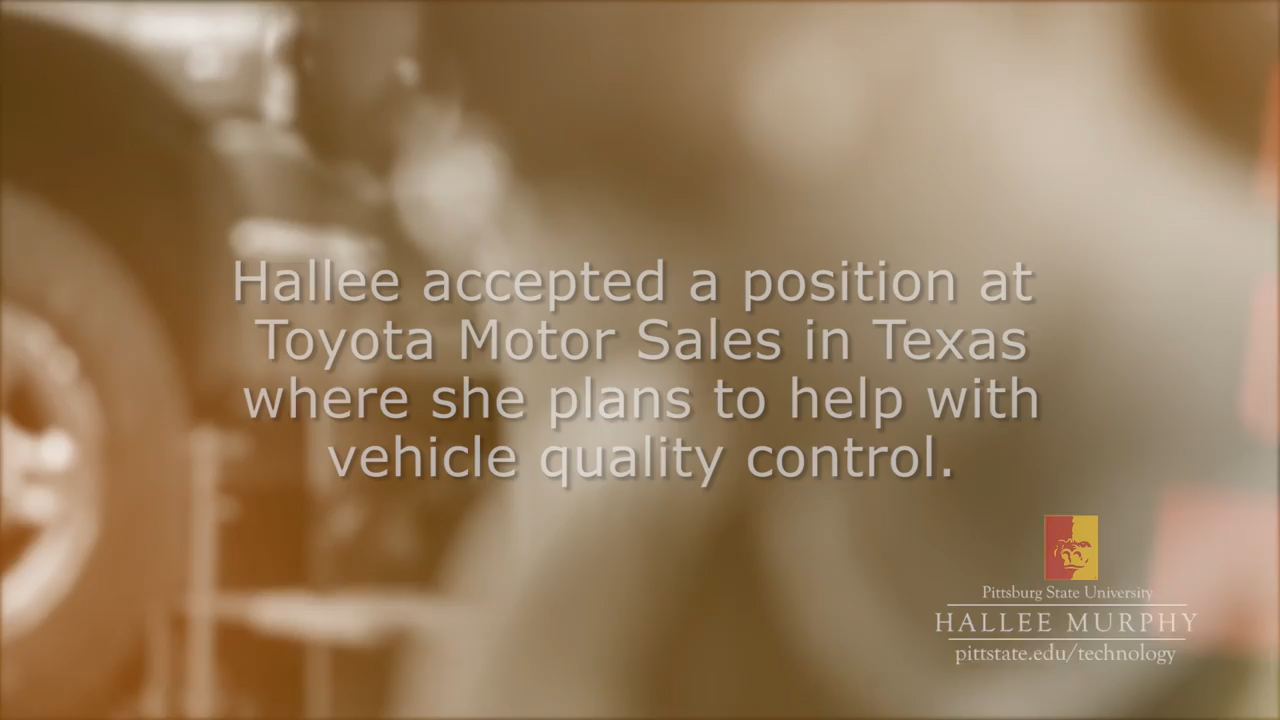 Hallee accepted a position at
Toyota Motor Sales in Texas
where she plans to help with
vehicle quality control.
Pittsburg State University
HALLEE MURPHY
pittstate.edu/technology